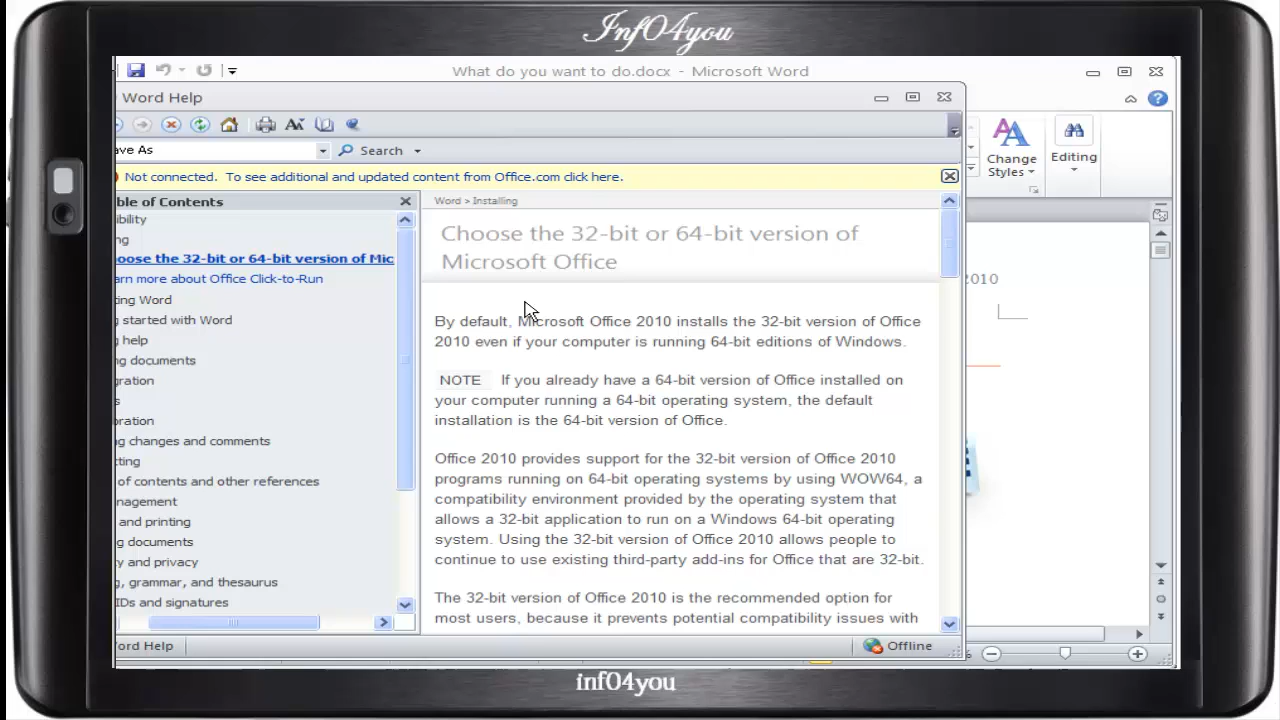 Inf04you
What do you want to do.docx - Microsoft Word
Word Help
ave As
Search
Not connected. To see additional and updated content from Office.com click here.
ble of Contents
ibility
ng
oose the 32-bit or 64-bit version of Mic
arn more about Office Click-to-Run
ting Word
g started with Word
g help
ng documents
gration
s
oration
g changes and comments
cting
of contents and other references
nagement
and printing
ng documents
y and privacy
g, grammar, and thesaurus
IDs and signatures
Word > Installing
Choose the 32-bit or 64-bit version of
Microsoft Office
By default, Microsoft Office 2010 installs the 32-bit version of Office
2010 even if your computer is running 64-bit editions of Windows.
NOTE If you already have a 64-bit version of Office installed on
your computer running a 64-bit operating system, the default
installation is the 64-bit version of Office.
Office 2010 provides support for the 32-bit version of Office 2010
programs running on 64-bit operating systems by using WOW64, a
compatibility environment provided by the operating system that
allows a 32-bit application to run on a Windows 64-bit operating
system. Using the 32-bit version of Office 2010 allows people to
continue to use existing third-party add-ins for Office that are 32-bit.
The 32-bit version of Office 2010 is the recommended option for
most users, because it prevents potential compatibility issues with
ord Help
Offline
Change
Styles
Editing
2010
%
inf04you